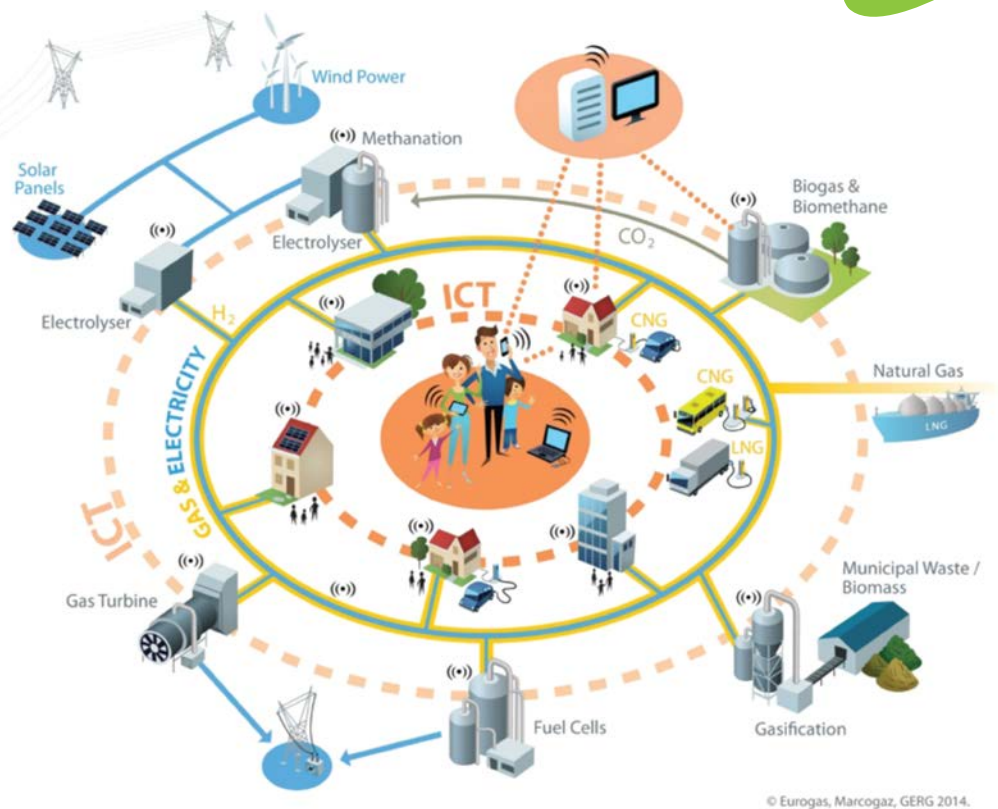 Wind Power
Methanation
Solar
Panels
Electrolyser
Biogas &
Biomethane
CO2
Electrolyser
H2
ICT
CNG
GAS & ELECTRICITY
CNG
Natural Gas
LNG
LNG
ICT
Gas Turbine
Municipal Waste /
Biomass
Fuel Cells
Gasification
© Eurogas, Marcogaz, GERG 2014.